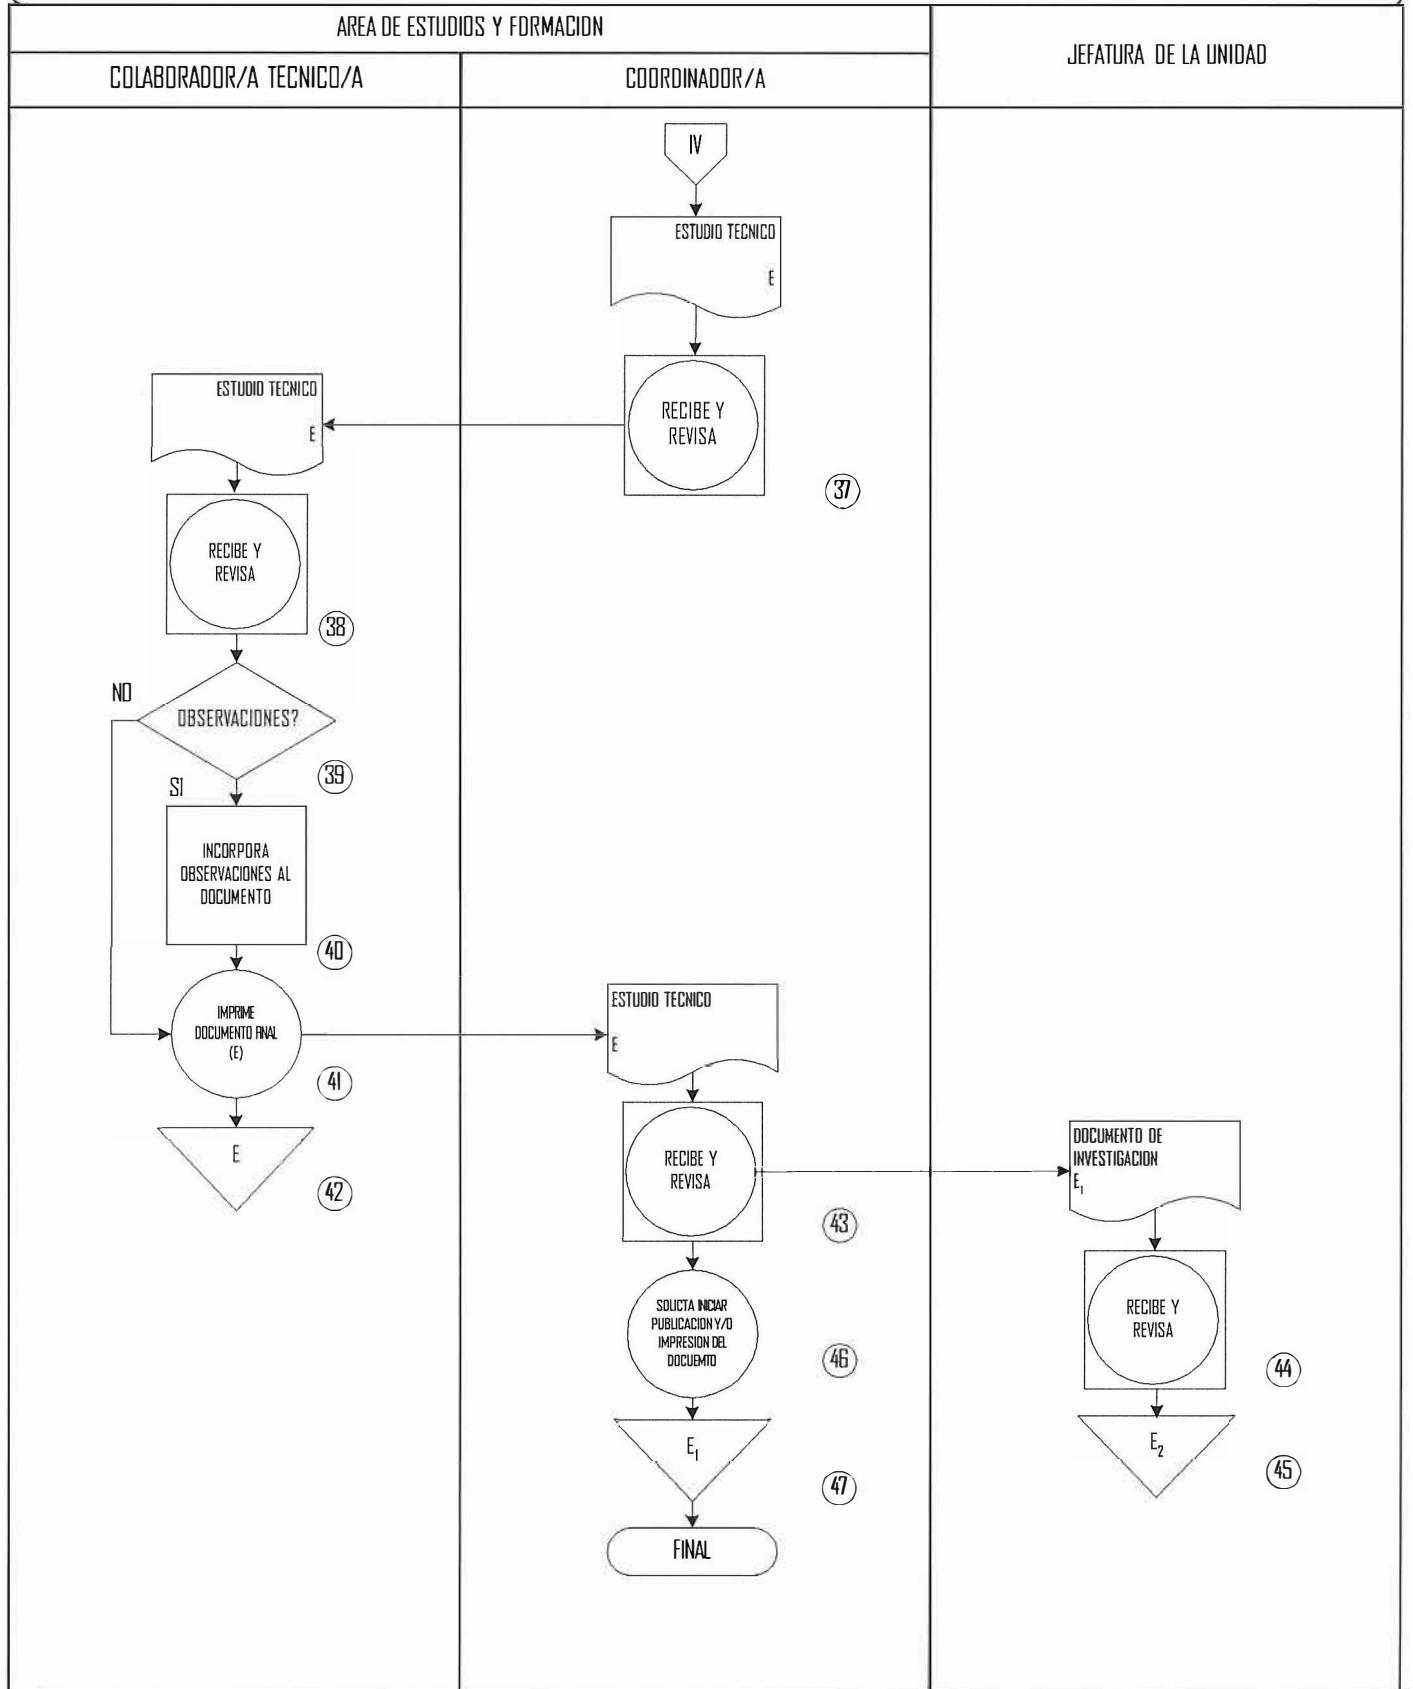 AREA DE ESTUDIOS Y FORMACION
JEFATURA DE LA UNIDAD
COLABORADOR/A TECNICO/A
COORDINADOR/A
IV
ESTUDIO TECNICO
E
RECIBE Y
REVISA
37
ESTUDIO TECNICO
E
RECIBE Y
REVISA
38
NO
OBSERVACIONES?
39
SI
INCORPORA
OBSERVACIONES AL
DOCUMENTO
40
IMPRIME
DOCUMENTO FINAL
(E)
41
E
42
ESTUDIO TECNICO
E
RECIBE Y
REVISA
43
DOCUMENTO DE
INVESTIGACION
E₁
RECIBE Y
REVISA
44
E₂
45
SOLICTA INICIAR
PUBLICACION Y/O
IMPRESION DEL
DOCUEMTO
46
E₁
47
FINAL